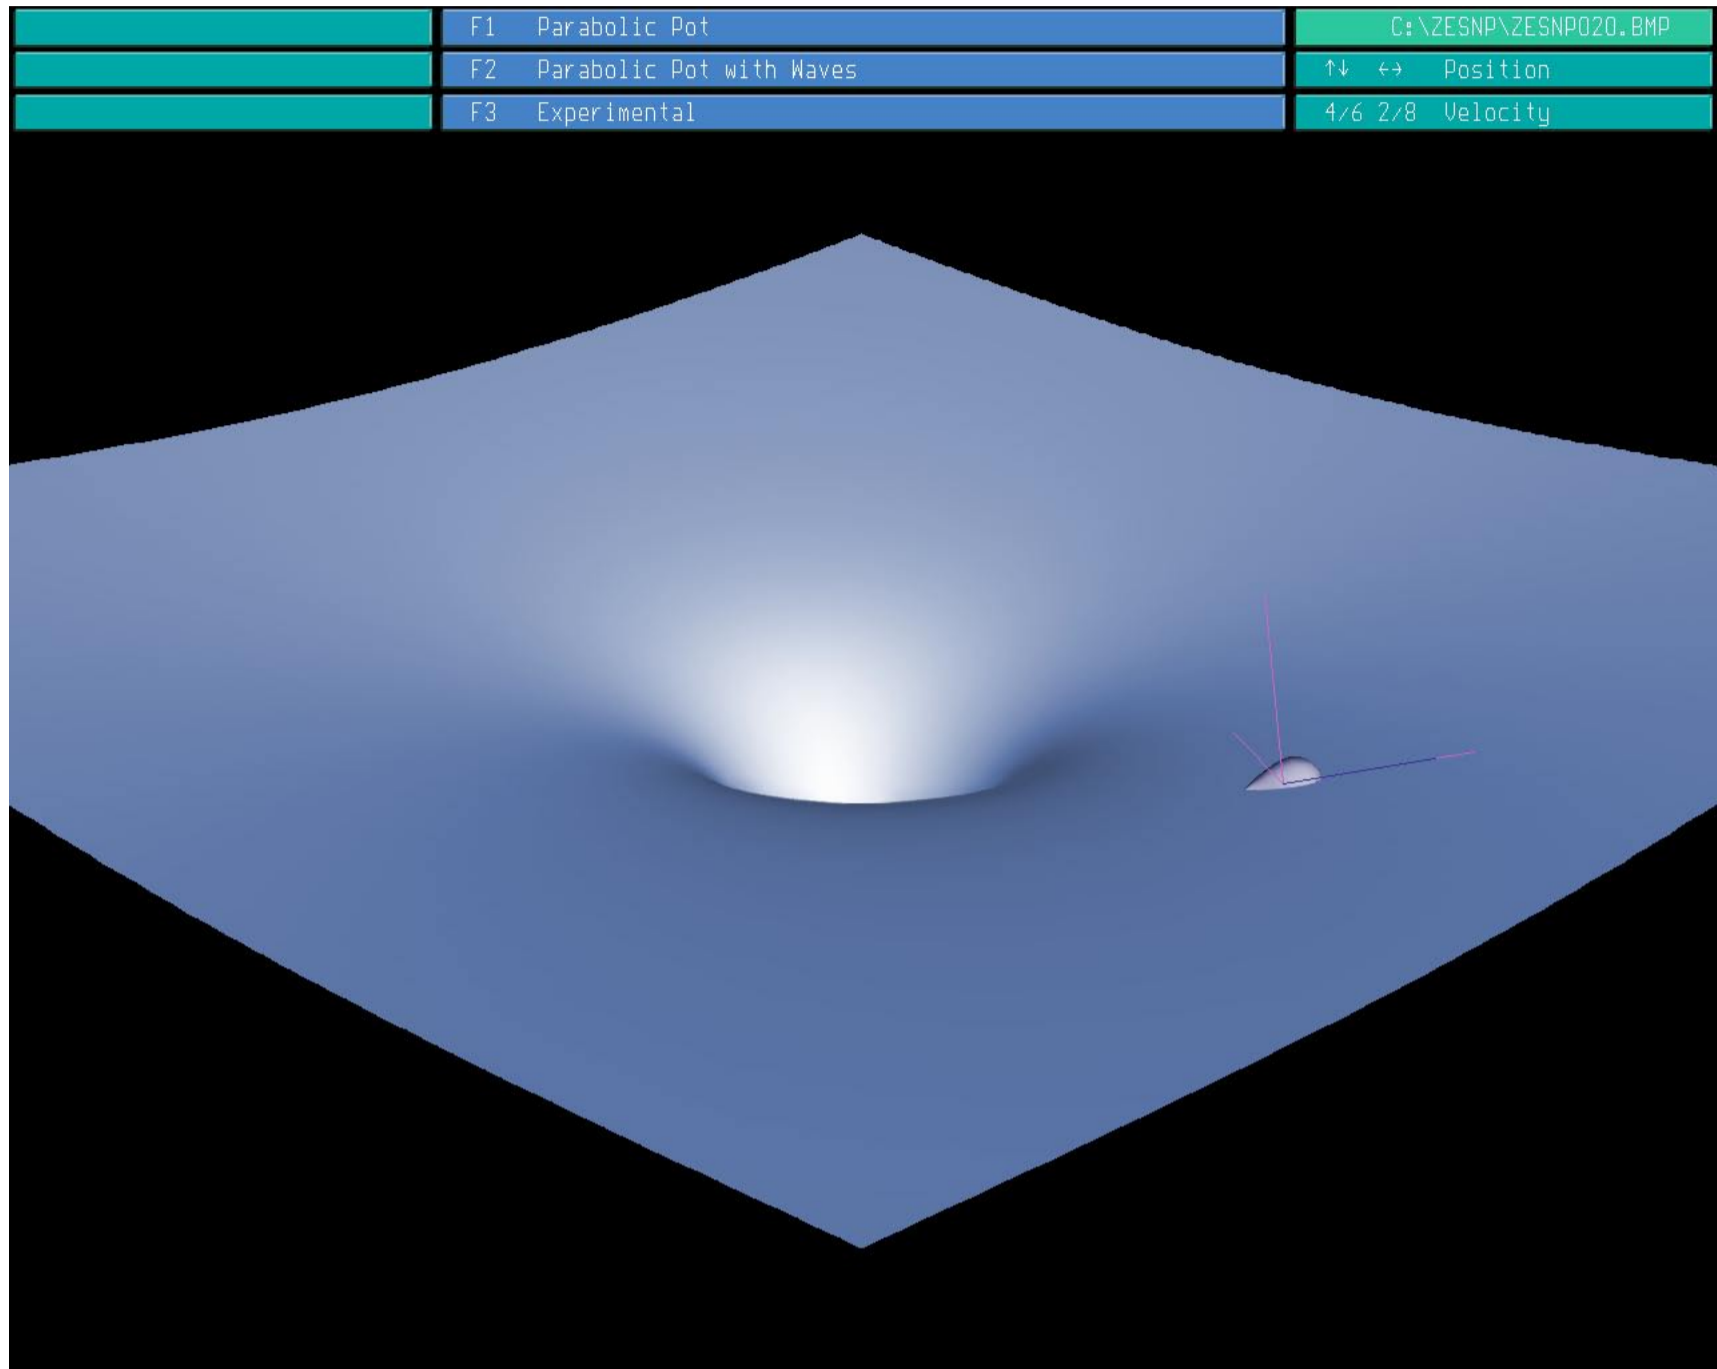 F1 Parabolic Pot
C:\ZESNP\ZESNP020.BMP
F2 Parabolic Pot with Waves
↑↓ ↔ Position
F3 Experimental
4/6 2/8 Velocity